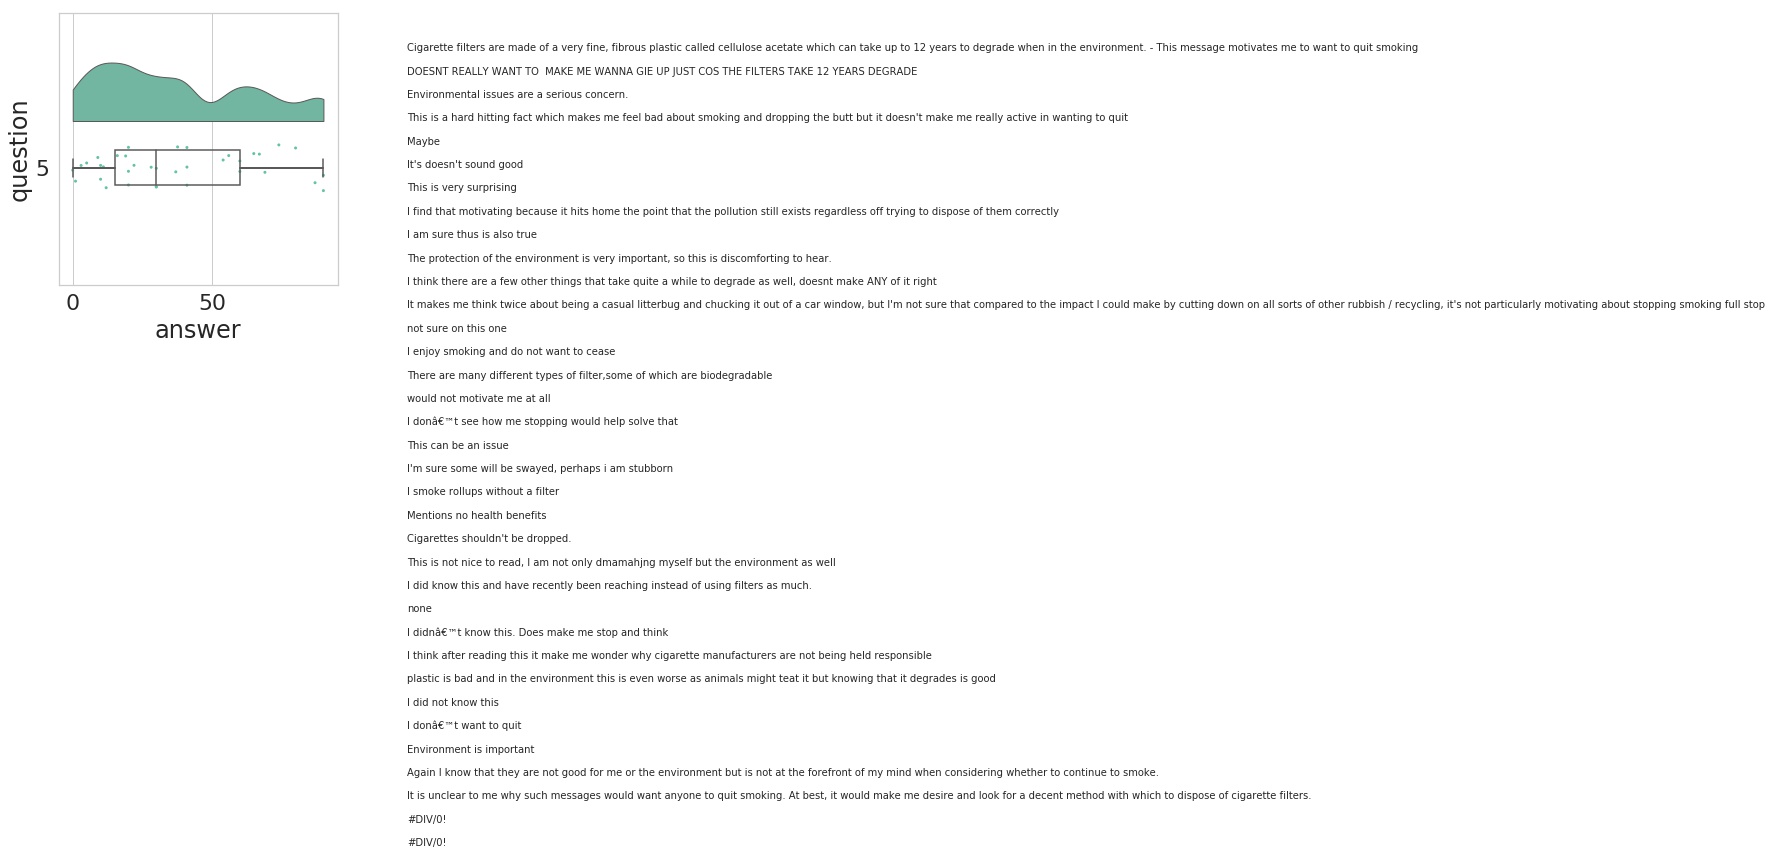 question
5
0 50
answer
Cigarette filters are made of a very fine, fibrous plastic called cellulose acetate which can take up to 12 years to degrade when in the environment. - This message motivates me to want to quit smoking
DOESNT REALLY WANT TO  MAKE ME WANNA GIE UP JUST COS THE FILTERS TAKE 12 YEARS DEGRADE
Environmental issues are a serious concern.
This is a hard hitting fact which makes me feel bad about smoking and dropping the butt but it doesn't make me really active in wanting to quit
Maybe
It's doesn't sound good
This is very surprising
I find that motivating because it hits home the point that the pollution still exists regardless off trying to dispose of them correctly
I am sure thus is also true
The protection of the environment is very important, so this is discomforting to hear.
I think there are a few other things that take quite a while to degrade as well, doesnt make ANY of it right
It makes me think twice about being a casual litterbug and chucking it out of a car window, but I'm not sure that compared to the impact I could make by cutting down on all sorts of other rubbish / recycling, it's not particularly motivating about stopping smoking full stop
not sure on this one
I enjoy smoking and do not want to cease
There are many different types of filter,some of which are biodegradable
would not motivate me at all
I donâ€™t see how me stopping would help solve that
This can be an issue
I'm sure some will be swayed, perhaps i am stubborn
I smoke rollups without a filter
Mentions no health benefits
Cigarettes shouldn't be dropped.
This is not nice to read, I am not only dmamahjng myself but the environment as well
I did know this and have recently been reaching instead of using filters as much.
none
I didnâ€™t know this. Does make me stop and think
I think after reading this it make me wonder why cigarette manufacturers are not being held responsible
plastic is bad and in the environment this is even worse as animals might teat it but knowing that it degrades is good
I did not know this
I donâ€™t want to quit
Environment is important
Again I know that they are not good for me or the environment but is not at the forefront of my mind when considering whether to continue to smoke.
It is unclear to me why such messages would want anyone to quit smoking. At best, it would make me desire and look for a decent method with which to dispose of cigarette filters.
#DIV/0!
#DIV/0!